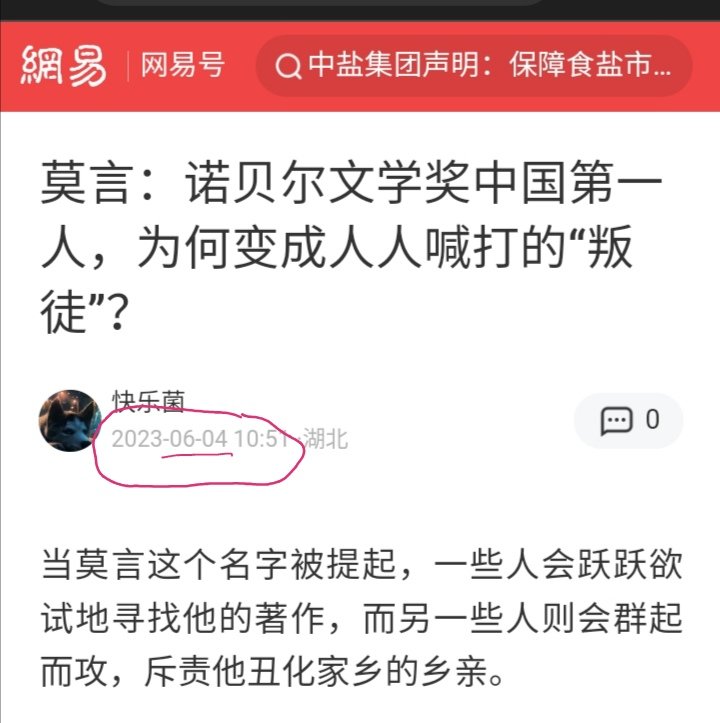 網易 网易号 中盐集团声明：保障食盐市...
莫言：诺贝尔文学奖中国第一
人，为何变成人人喊打的“叛
徒”？
快乐菌
2023-06-04 10:51 ·湖北
0
当莫言这个名字被提起，一些人会跃跃欲
试地寻找他的著作，而另一些人则会群起
而攻，斥责他丑化家乡的乡亲。